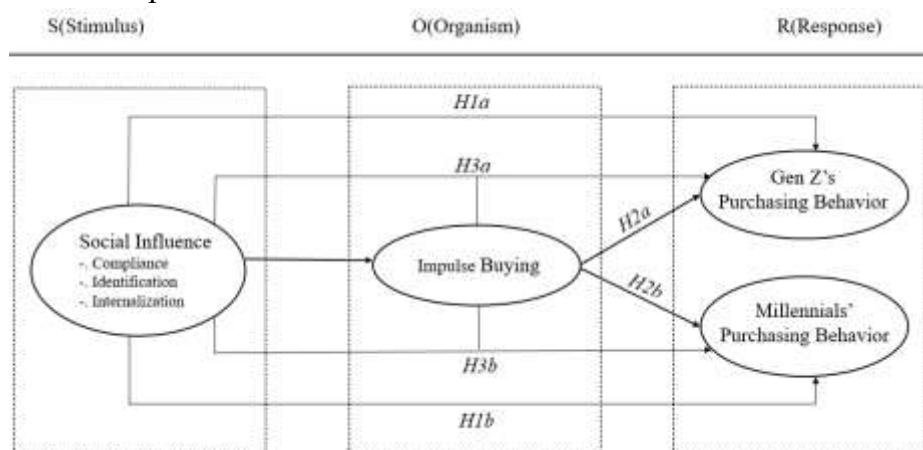 S(Stimulus) O(Organism) R(Response)
H1a
H3a
Gen Z's
Purchasing Behavior
H2a
Social Influence
-. Compliance
-. Identification
-. Internalization
Impulse Buying
H2b
Millennials'
Purchasing Behavior
H3b
H1b